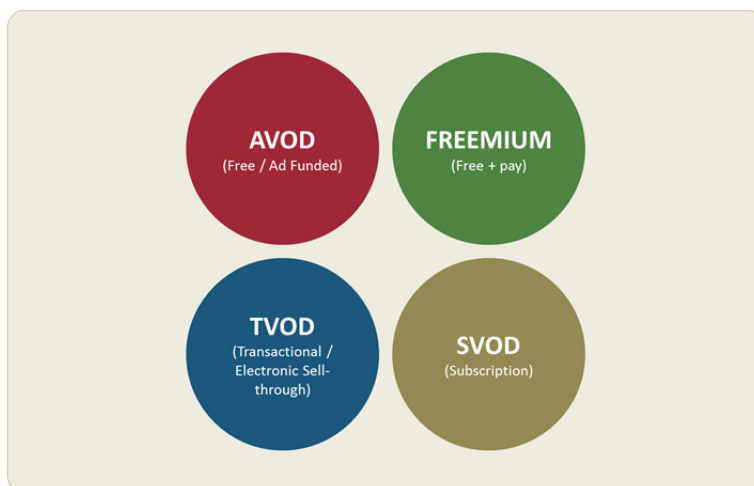 AVOD
(Free / Ad Funded)
FREEMIUM
(Free + pay)
TVOD
(Transactional /
Electronic Sell-
through)
SVOD
(Subscription)